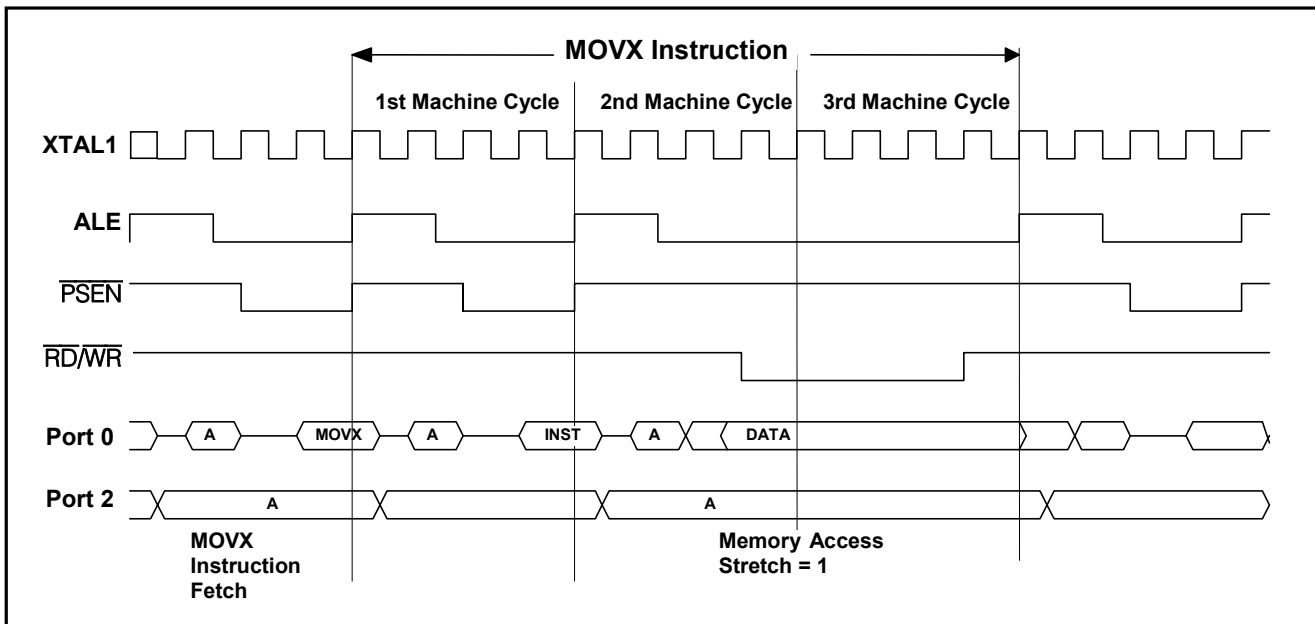 MOVX Instruction
1st Machine Cycle
2nd Machine Cycle
3rd Machine Cycle
XTAL1
ALE
PSEN
RD/WR
Port 0
A
MOVX
A
INST
A
DATA
Port 2
A
A
MOVX
Instruction
Fetch
Memory Access
Stretch = 1